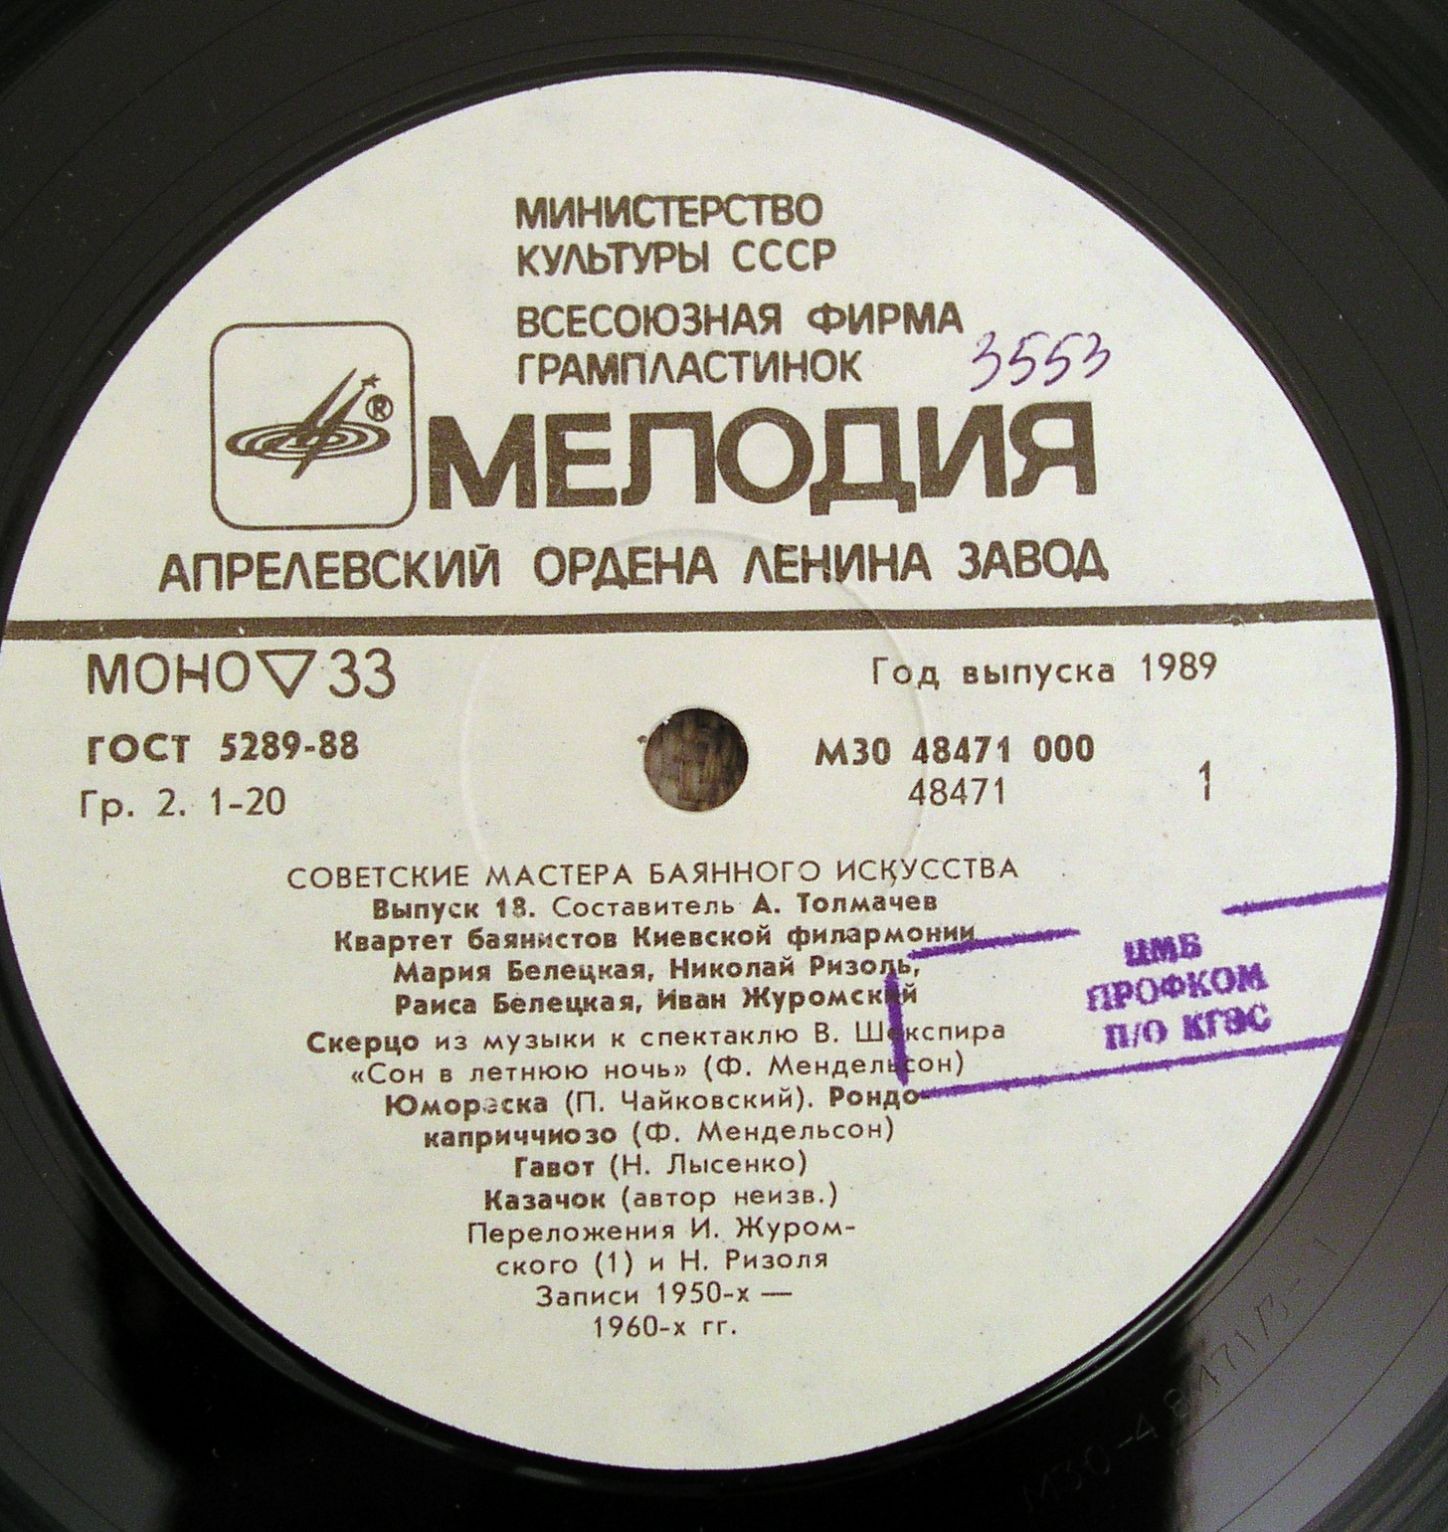 МИНИСТЕРСТВО
КУЛЬТУРЫ СССР
ВСЕСОЮЗНАЯ ФИРМА
ГРАМПЛАСТИНОК
3553
®
МЕЛОДИЯ
АПРЕЛЕВСКИЙ ОРДЕНА ЛЕНИНА ЗАВОД
МОНО ▽ 33
Год выпуска 1989
ГОСТ 5289-88
М30 48471 000
Гр. 2. 1-20
48471
1
СОВЕТСКИЕ МАСТЕРА БАЯННОГО ИСКУССТВА
Выпуск 18. Составитель А. Толмачев
Квартет баянистов Киевской филармонии
Мария Белецкая, Николай Ризоль,
Раиса Белецкая, Иван Журомский
Скерцо из музыки к спектаклю В. Шекспира
«Сон в летнюю ночь» (Ф. Мендельсон)
Юмореска (П. Чайковский). Рондо-
каприччиозо (Ф. Мендельсон)
Гавот (Н. Лысенко)
Казачок (автор неизв.)
Переложения И. Журом-
ского (1) и Н. Ризоля
Записи 1950-х —
1960-х гг.
ЦМБ
ПРОФКОМ
П/О КГЭС